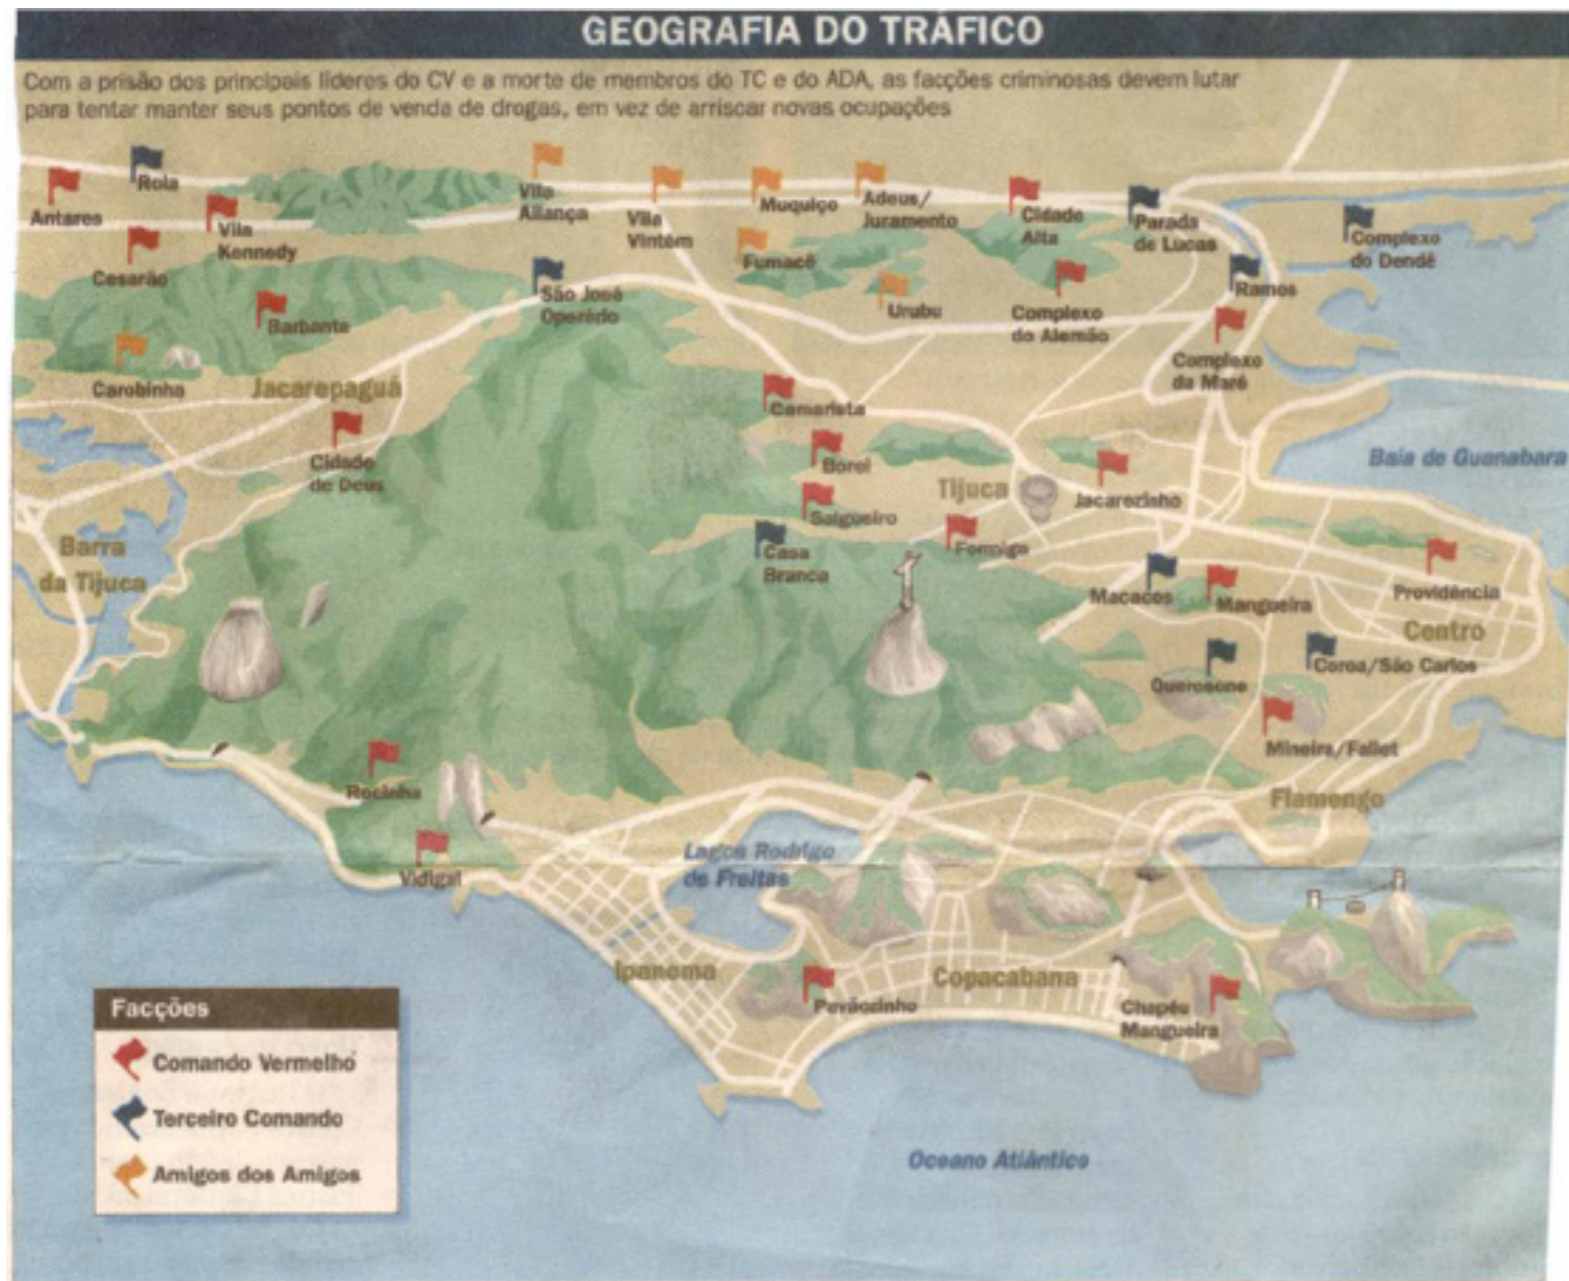 GEOGRAFIA DO TRÁFICO
Com a prisão dos principais líderes do CV e a morte de membros do TC e do ADA, as facções criminosas devem lutar
para tentar manter seus pontos de venda de drogas, em vez de arriscar novas ocupações
Rola
Antares
Vila
Kennedy
Cesarão
Vila
Aliança
Vila
Vintém
Muquiço
Adeus/
Juramento
Cidade
Alta
Parada
de Lucas
Complexo
do Dendê
Fumacê
São José
Operário
Urubu
Complexo
do Alemão
Ramos
Barbante
Carobinha
Jacarepaguá
Complexo
da Maré
Camarista
Cidade
de Deus
Borel
Baía de Guanabara
Tijuca
Jacarezinho
Salgueiro
Formiga
Casa
Branca
Barra
da Tijuca
Macacos
Mangueira
Providência
Centro
Querosene
Coroa/São Carlos
Mineira/Fallet
Rocinha
Flamengo
Vidigal
Lagoa Rodrigo
de Freitas
Ipanema
Pavãozinho
Copacabana
Chapéu
Mangueira
Facções
Comando Vermelho
Terceiro Comando
Amigos dos Amigos
Oceano Atlântico